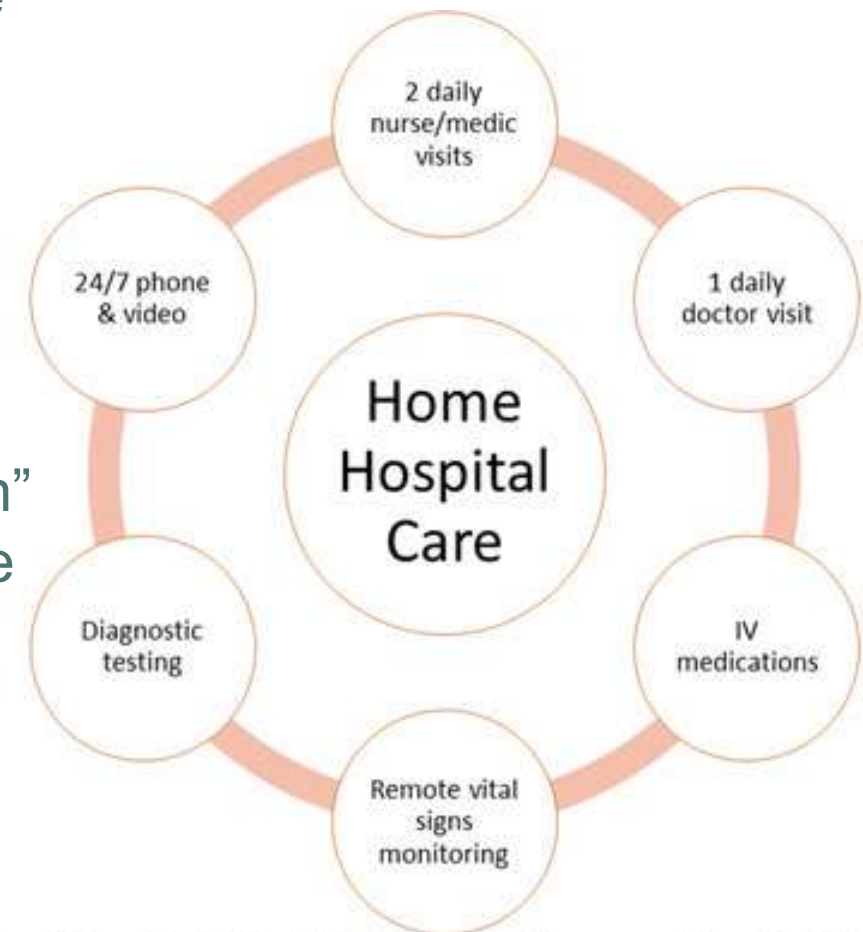 2 daily
nurse/medic
visits
1 daily
doctor visit
IV
medications
Remote vital
signs
monitoring
Diagnostic
testing
24/7 phone
& video
Home
Hospital
Care